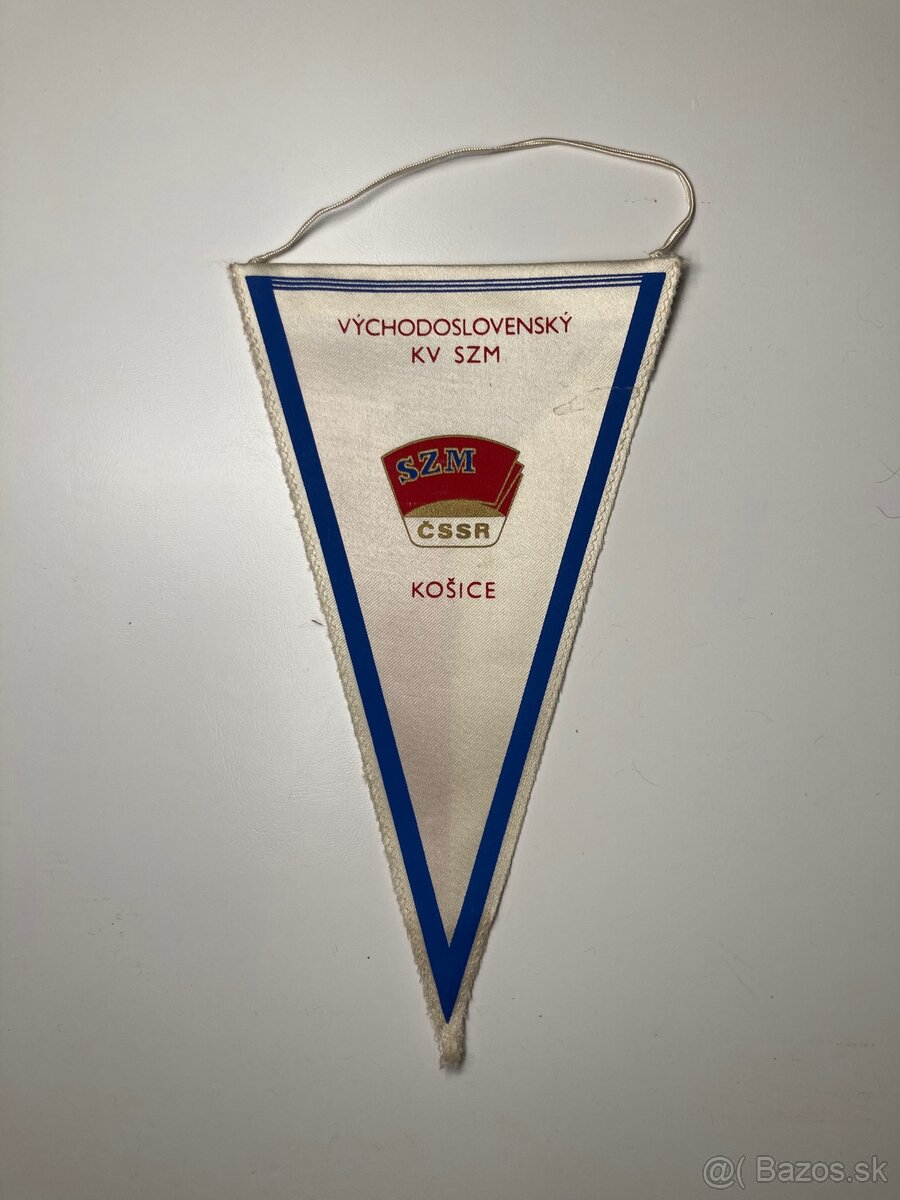 VÝCHODOSLOVENSKÝ
KV SZM
SZM
ČSSR
KOŠICE
@( Bazos.sk